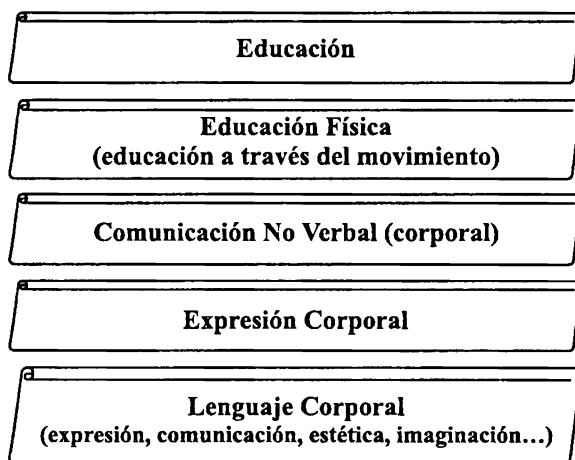 Educación
Educación Física
(educación a través del movimiento)
Comunicación No Verbal (corporal)
Expresión Corporal
Lenguaje Corporal
(expresión, comunicación, estética, imaginación...)